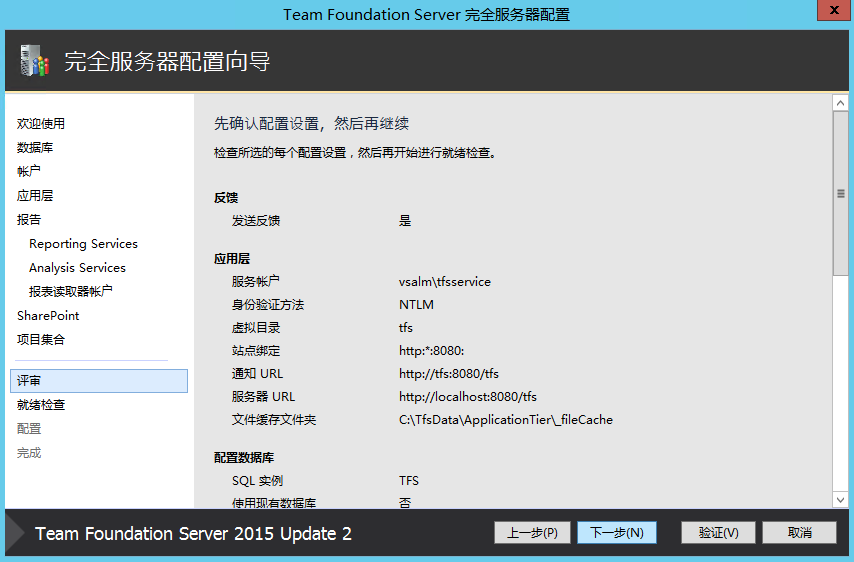 Team Foundation Server 完全服务器配置
完全服务器配置向导
欢迎使用
数据库
帐户
应用层
报告
Reporting Services
Analysis Services
报表读取器帐户
SharePoint
项目集合
评审
就绪检查
配置
完成
先确认配置设置，然后再继续
检查所选的每个配置设置，然后再开始进行就绪检查。
反馈
发送反馈 是
应用层
服务帐户 vsalm\tfsservice
身份验证方法 NTLM
虚拟目录 tfs
站点绑定 http:*:8080:
通知 URL http://tfs:8080/tfs
服务器 URL http://localhost:8080/tfs
文件缓存文件夹 C:\TfsData\ApplicationTier\_fileCache
配置数据库
SQL 实例 TFS
使用现有数据库 否
Team Foundation Server 2015 Update 2
上一步(P) 下一步(N) 验证(V) 取消